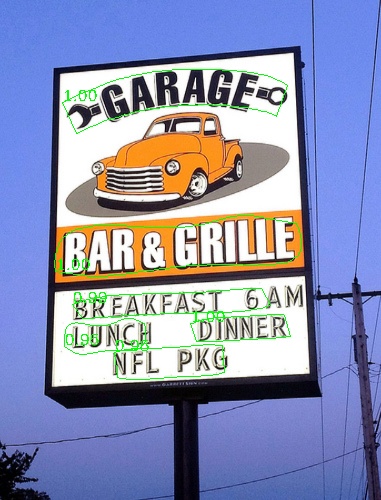 GARAGE
BAR & GRILLE
BREAKFAST 6AM
LUNCH DINNER
NFL PKG